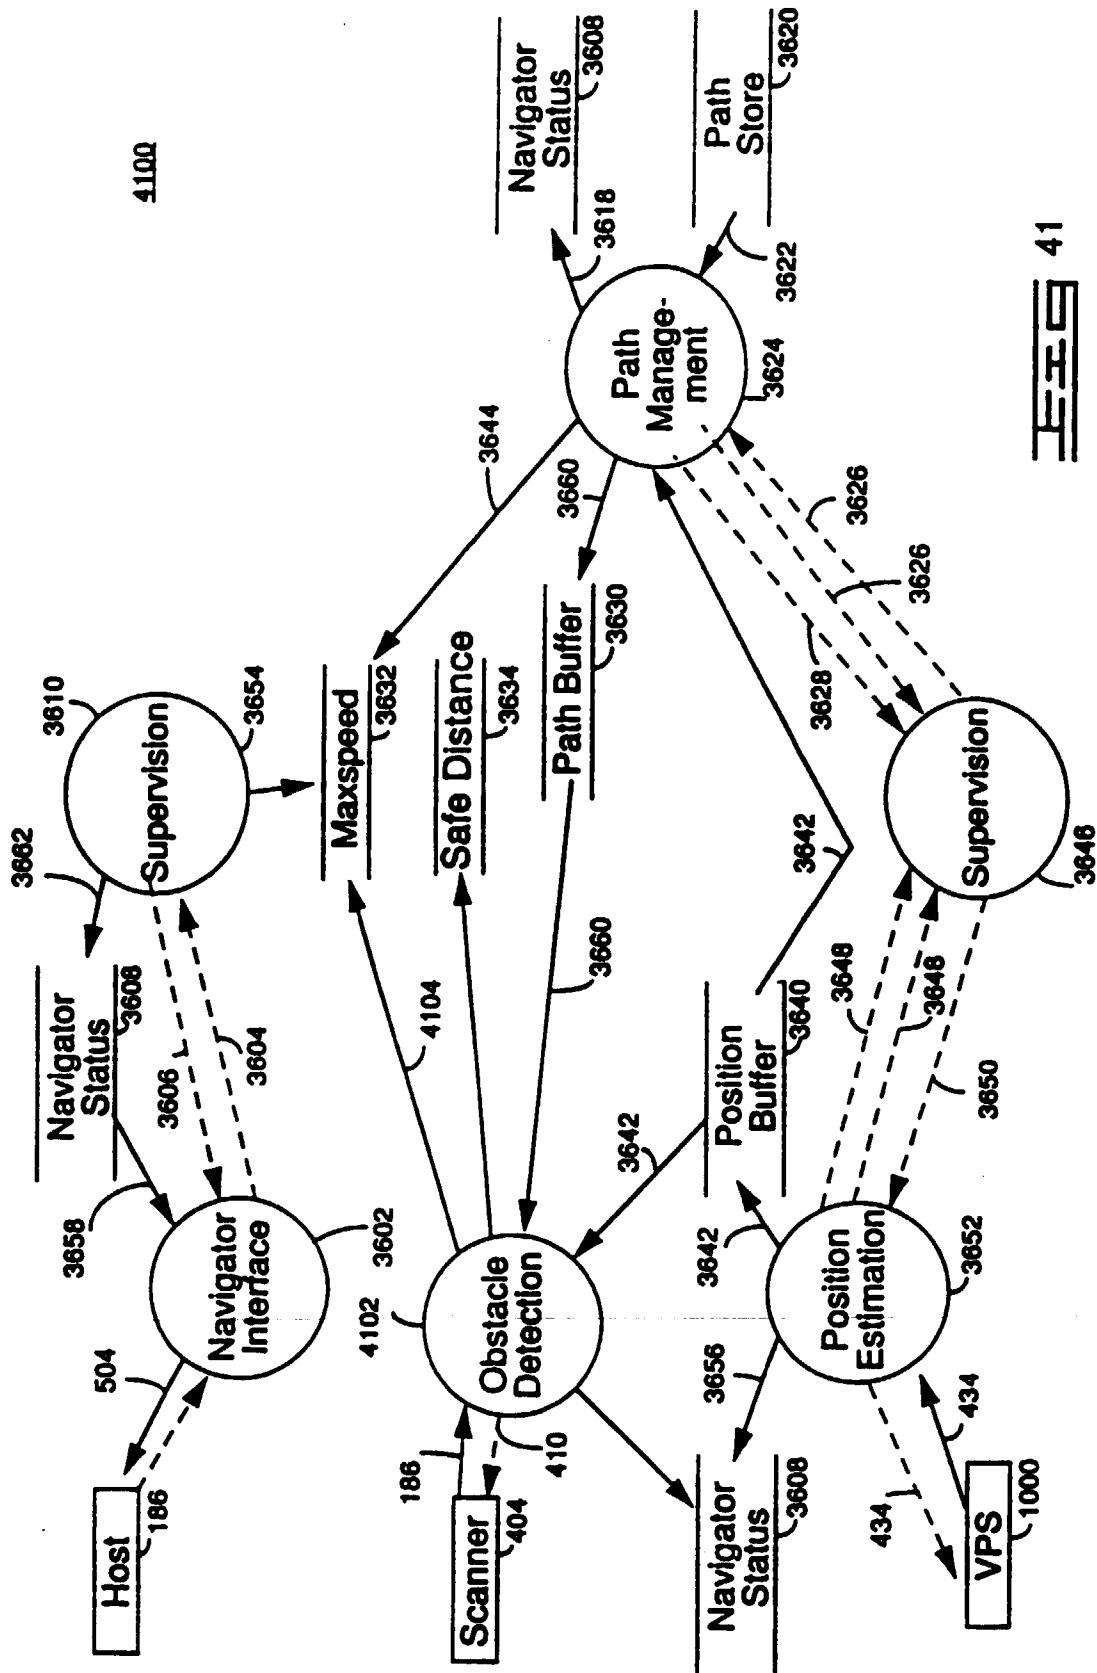 4100
Host
186
504
Navigator
Interface
3602
3658
Navigator
Status
3608
3662
3606
3604
Supervision
3610
3654
Scanner
404
186
410
4102
Obstacle
Detection
4104
Maxspeed
3632
Safe Distance
3634
Path Buffer
3630
3660
3660
3644
Path
Manage-
ment
3624
3618
Navigator
Status
3608
Path
Store
3620
3622
3642
Position
Buffer
3640
3642
3642
Navigator
Status
3608
3656
Position
Estimation
3652
VPS
1000
434
434
3648
3648
3650
Supervision
3646
3628
3626
3626
FIG 41